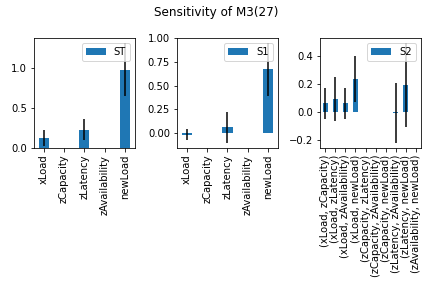 Sensitivity of M3(27)
ST
1.0
0.5
0.0
xLoad
zCapacity
zLatency
zAvailability
newLoad
S1
1.00
0.75
0.50
0.25
0.00
xLoad
zCapacity
zLatency
zAvailability
newLoad
S2
0.4
0.2
0.0
−0.2
(xLoad, zCapacity)
(xLoad, zLatency)
(xLoad, zAvailability)
(xLoad, newLoad)
(zCapacity, zLatency)
(zCapacity, zAvailability)
(zCapacity, newLoad)
(zLatency, zAvailability)
(zLatency, newLoad)
(zAvailability, newLoad)